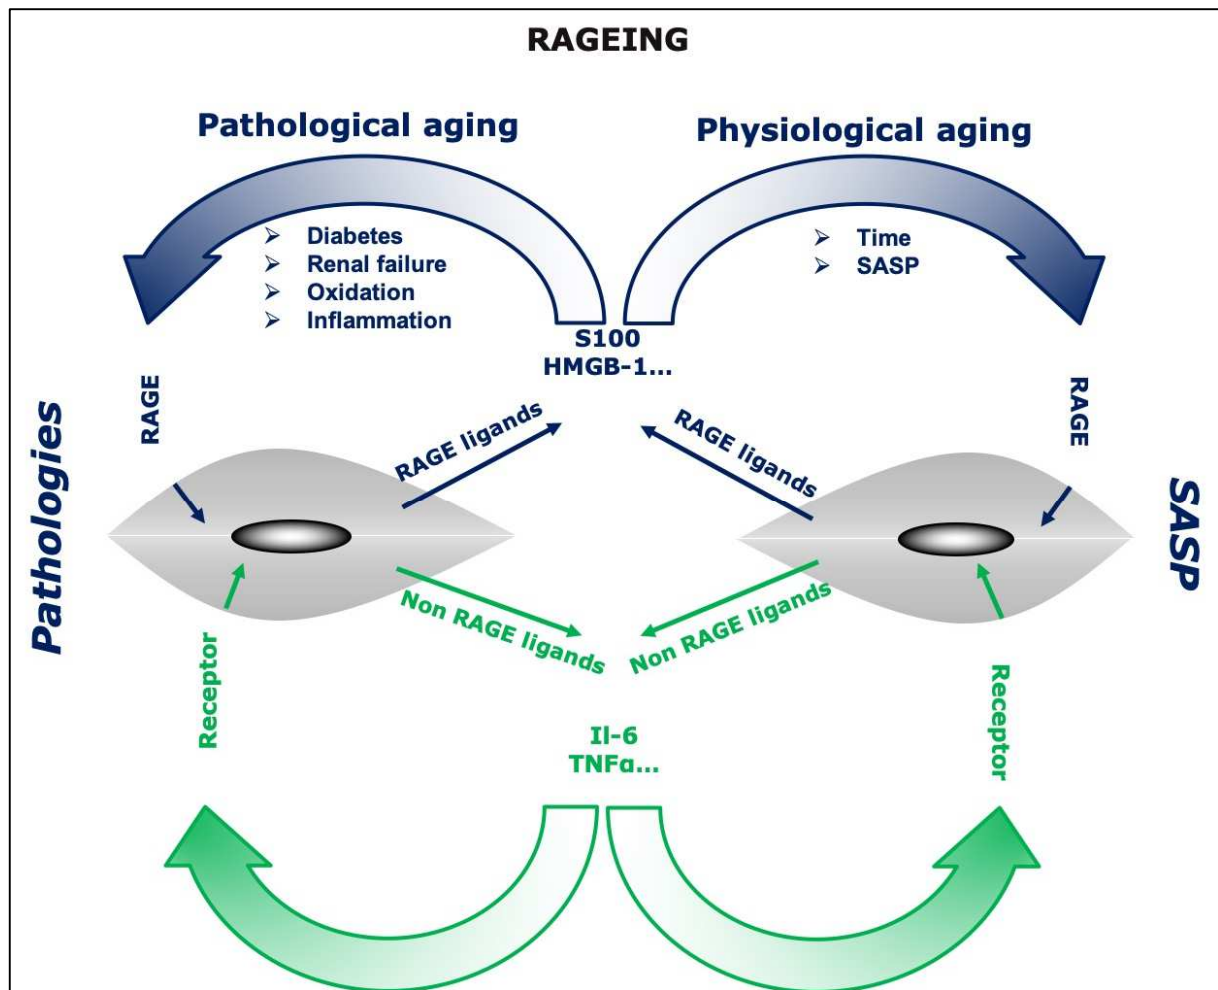 RAGEING
Pathological aging
Physiological aging
➢ Diabetes
➢ Renal failure
➢ Oxidation
➢ Inflammation
➢ Time
➢ SASP
S100
HMGB-1...
RAGE
RAGE
RAGE ligands
RAGE ligands
Pathologies
SASP
Non RAGE ligands
Non RAGE ligands
Receptor
Receptor
Il-6
TNFα...